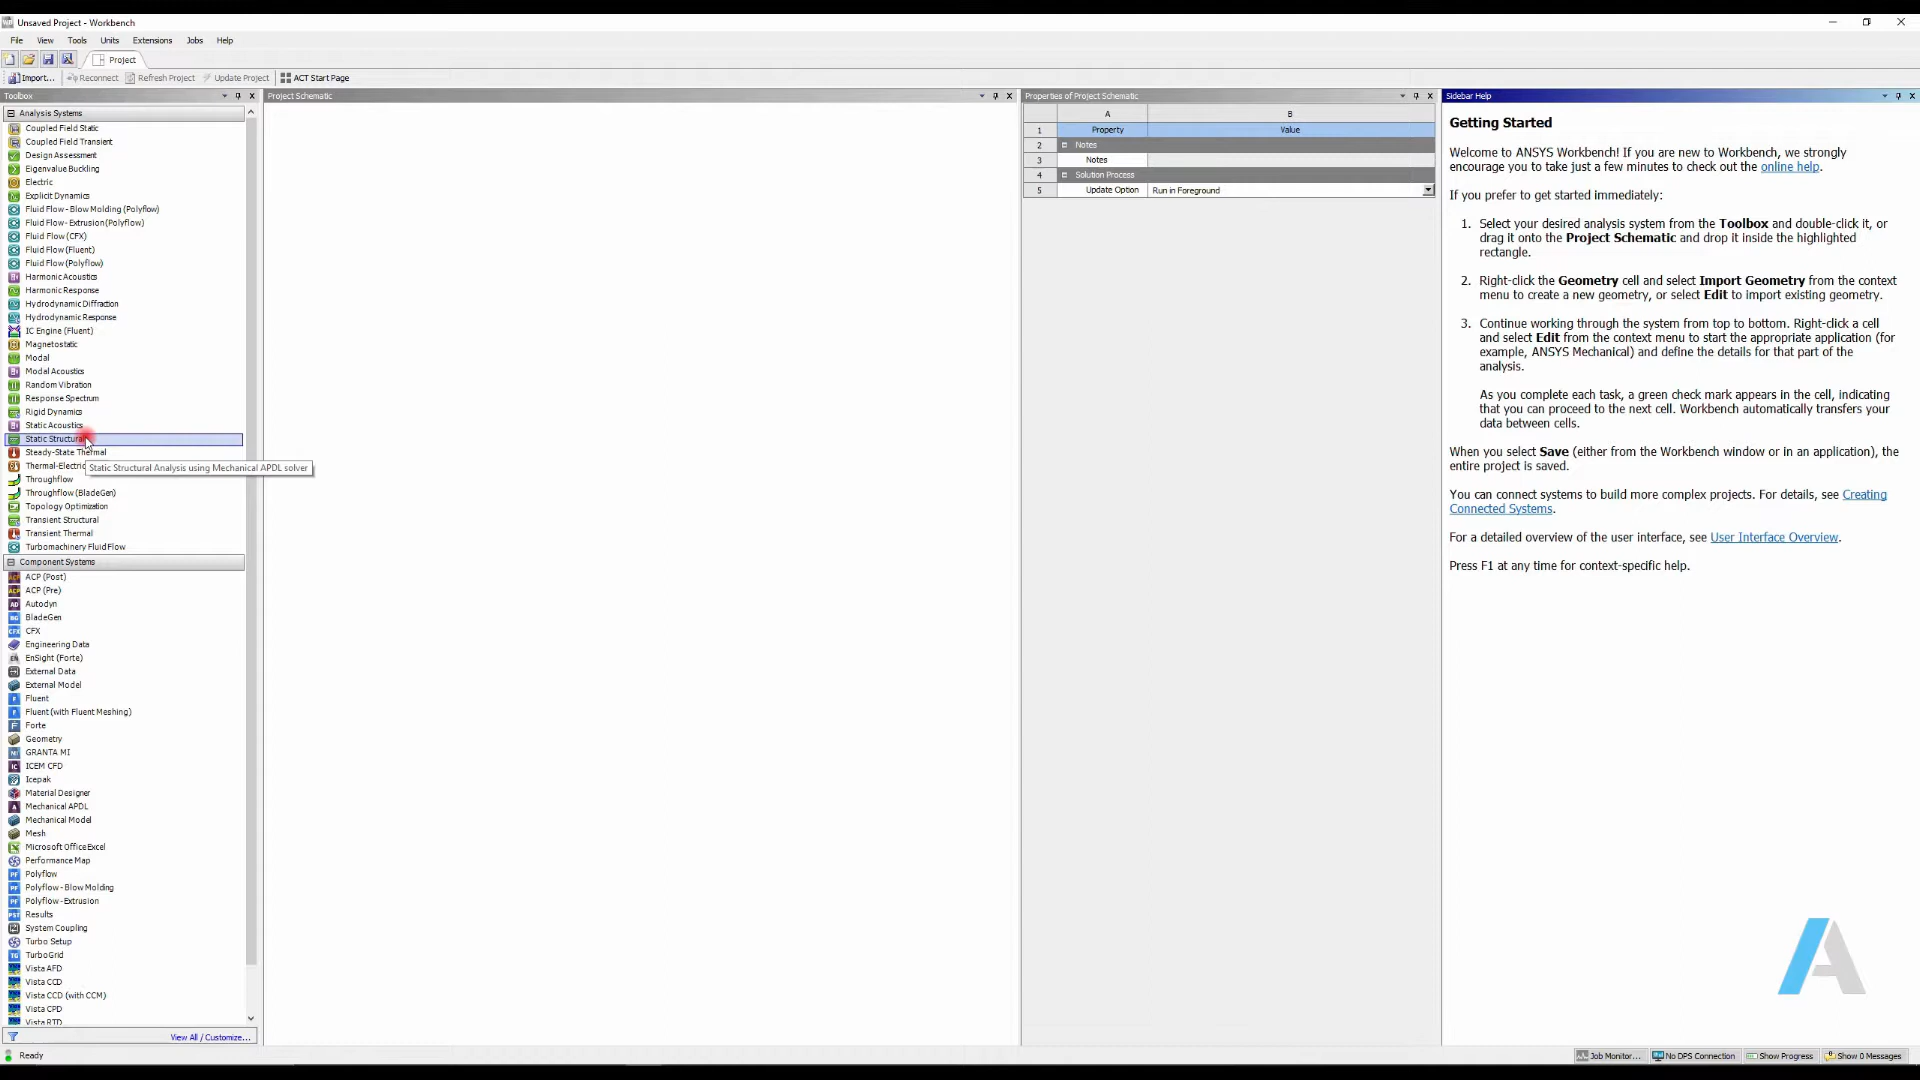 Unsaved Project - Workbench
File View Tools Units Extensions Jobs Help
Project
Import... Reconnect Refresh Project Update Project ACT Start Page
Toolbox
Analysis Systems
Coupled Field Static
Coupled Field Transient
Design Assessment
Eigenvalue Buckling
Electric
Explicit Dynamics
Fluid Flow - Blow Molding (Polyflow)
Fluid Flow - Extrusion (Polyflow)
Fluid Flow (CFX)
Fluid Flow (Fluent)
Fluid Flow (Polyflow)
Harmonic Acoustics
Harmonic Response
Hydrodynamic Diffraction
Hydrodynamic Response
IC Engine (Fluent)
Magnetostatic
Modal
Modal Acoustics
Random Vibration
Response Spectrum
Rigid Dynamics
Static Acoustics
Static Structural
Steady-State Thermal
Thermal-Electric
Static Structural Analysis using Mechanical APDL solver
Throughflow
Throughflow (BladeGen)
Topology Optimization
Transient Structural
Transient Thermal
Turbomachinery Fluid Flow
Component Systems
ACP (Post)
ACP (Pre)
Autodyn
BladeGen
CFX
Engineering Data
EnSight (Forte)
External Data
External Model
Fluent
Fluent (with Fluent Meshing)
Forte
Geometry
GRANTA MI
ICEM CFD
Icepak
Material Designer
Mechanical APDL
Mechanical Model
Mesh
Microsoft Office Excel
Performance Map
Polyflow
Polyflow - Blow Molding
Polyflow - Extrusion
Results
System Coupling
Turbo Setup
TurboGrid
Vista AFD
Vista CCD
Vista CCD (with CCM)
Vista CPD
Vista RTD
View All / Customize...
Project Schematic
Properties of Project Schematic
A B
1 Property Value
2 Notes
3 Notes
4 Solution Process
5 Update Option Run in Foreground
Sidebar Help
Getting Started
Welcome to ANSYS Workbench! If you are new to Workbench, we strongly
encourage you to take just a few minutes to check out the online help.
If you prefer to get started immediately:
1. Select your desired analysis system from the Toolbox and double-click it, or
drag it onto the Project Schematic and drop it inside the highlighted
rectangle.
2. Right-click the Geometry cell and select Import Geometry from the context
menu to create a new geometry, or select Edit to import existing geometry.
3. Continue working through the system from top to bottom. Right-click a cell
and select Edit from the context menu to start the appropriate application (for
example, ANSYS Mechanical) and define the details for that part of the
analysis.
As you complete each task, a green check mark appears in the cell, indicating
that you can proceed to the next cell. Workbench automatically transfers your
data between cells.
When you select Save (either from the Workbench window or in an application), the
entire project is saved.
You can connect systems to build more complex projects. For details, see Creating
Connected Systems.
For a detailed overview of the user interface, see User Interface Overview.
Press F1 at any time for context-specific help.
Ready
Job Monitor... No DPS Connection Show Progress Show 0 Messages